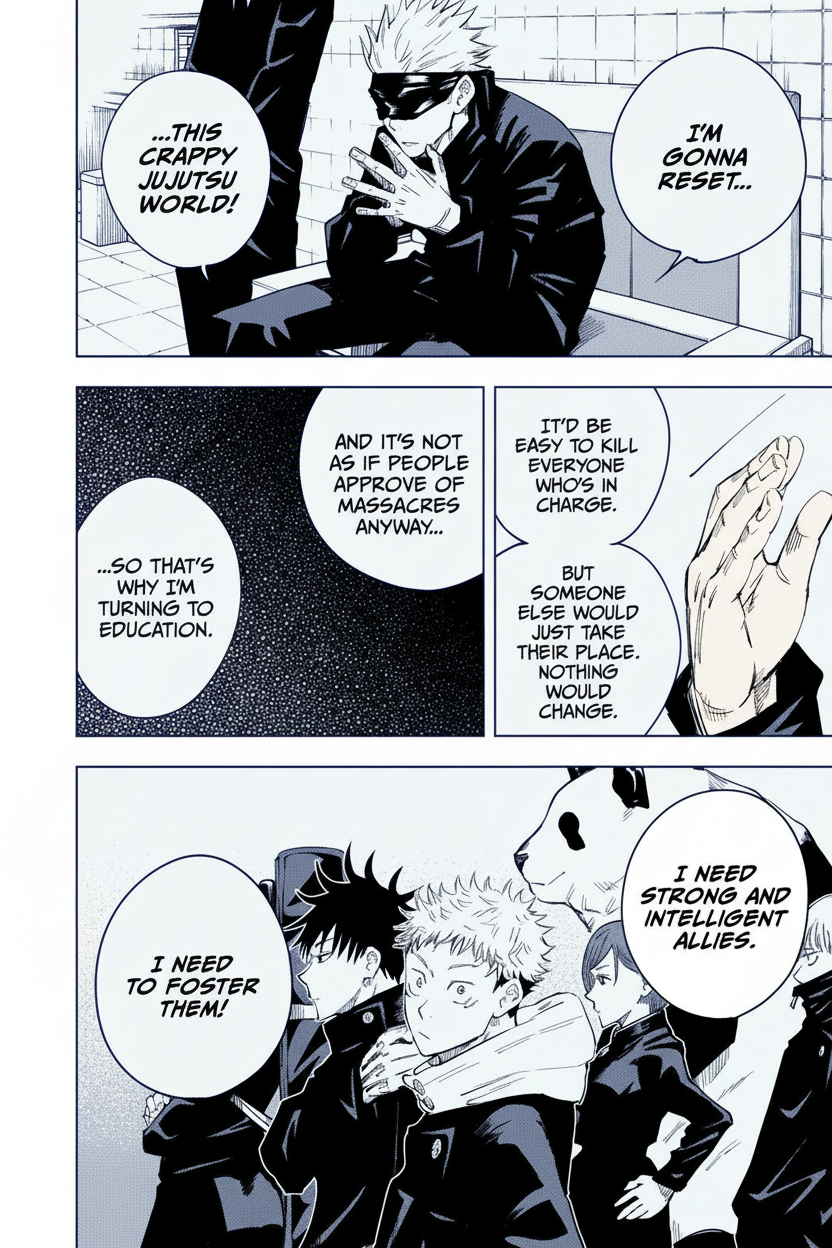 I'M
GONNA
RESET...
...THIS
CRAPPY
JUJUTSU
WORLD!
IT'D BE
EASY TO KILL
EVERYONE
WHO'S IN
CHARGE.
BUT
SOMEONE
ELSE WOULD
JUST TAKE
THEIR PLACE.
NOTHING
WOULD
CHANGE.
AND IT'S NOT
AS IF PEOPLE
APPROVE OF
MASSACRES
ANYWAY...
...SO THAT'S
WHY I'M
TURNING TO
EDUCATION.
I NEED
STRONG AND
INTELLIGENT
ALLIES.
I NEED
TO FOSTER
THEM!